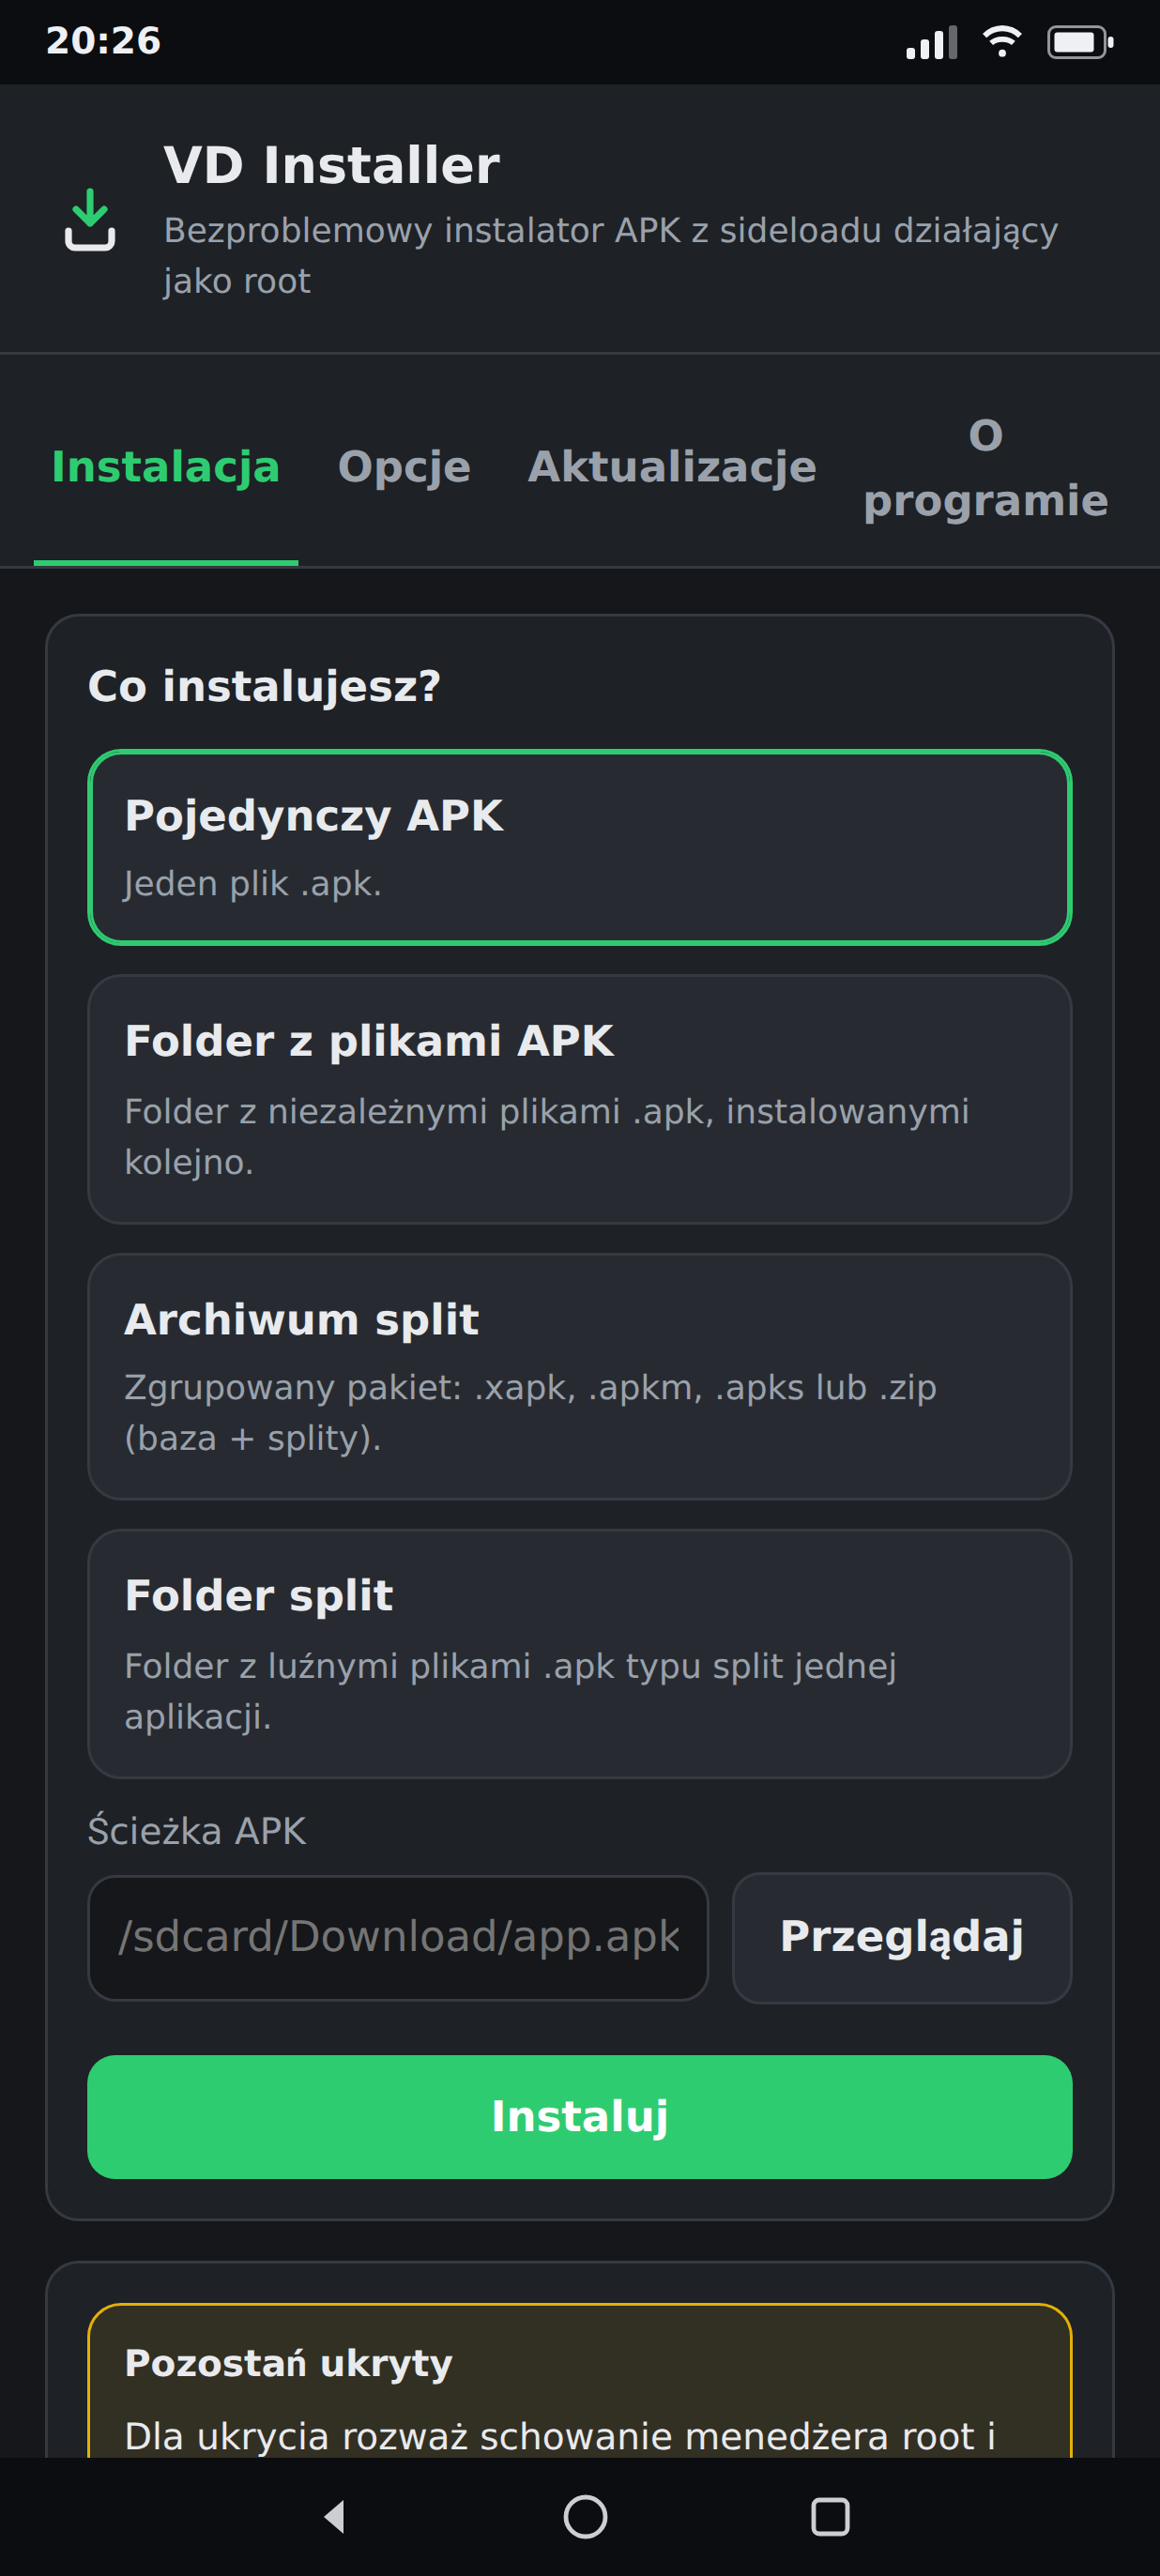 20:26
VD Installer
Bezproblemowy instalator APK z sideloadu działający
jako root
Instalacja
Opcje
Aktualizacje
O
programie
Co instalujesz?
Pojedynczy APK
Jeden plik .apk.
Folder z plikami APK
Folder z niezależnymi plikami .apk, instalowanymi
kolejno.
Archiwum split
Zgrupowany pakiet: .xapk, .apkm, .apks lub .zip
(baza + splity).
Folder split
Folder z luźnymi plikami .apk typu split jednej
aplikacji.
Ścieżka APK
/sdcard/Download/app.apk
Przeglądaj
Instaluj
Pozostań ukryty
Dla ukrycia rozważ schowanie menedżera root i